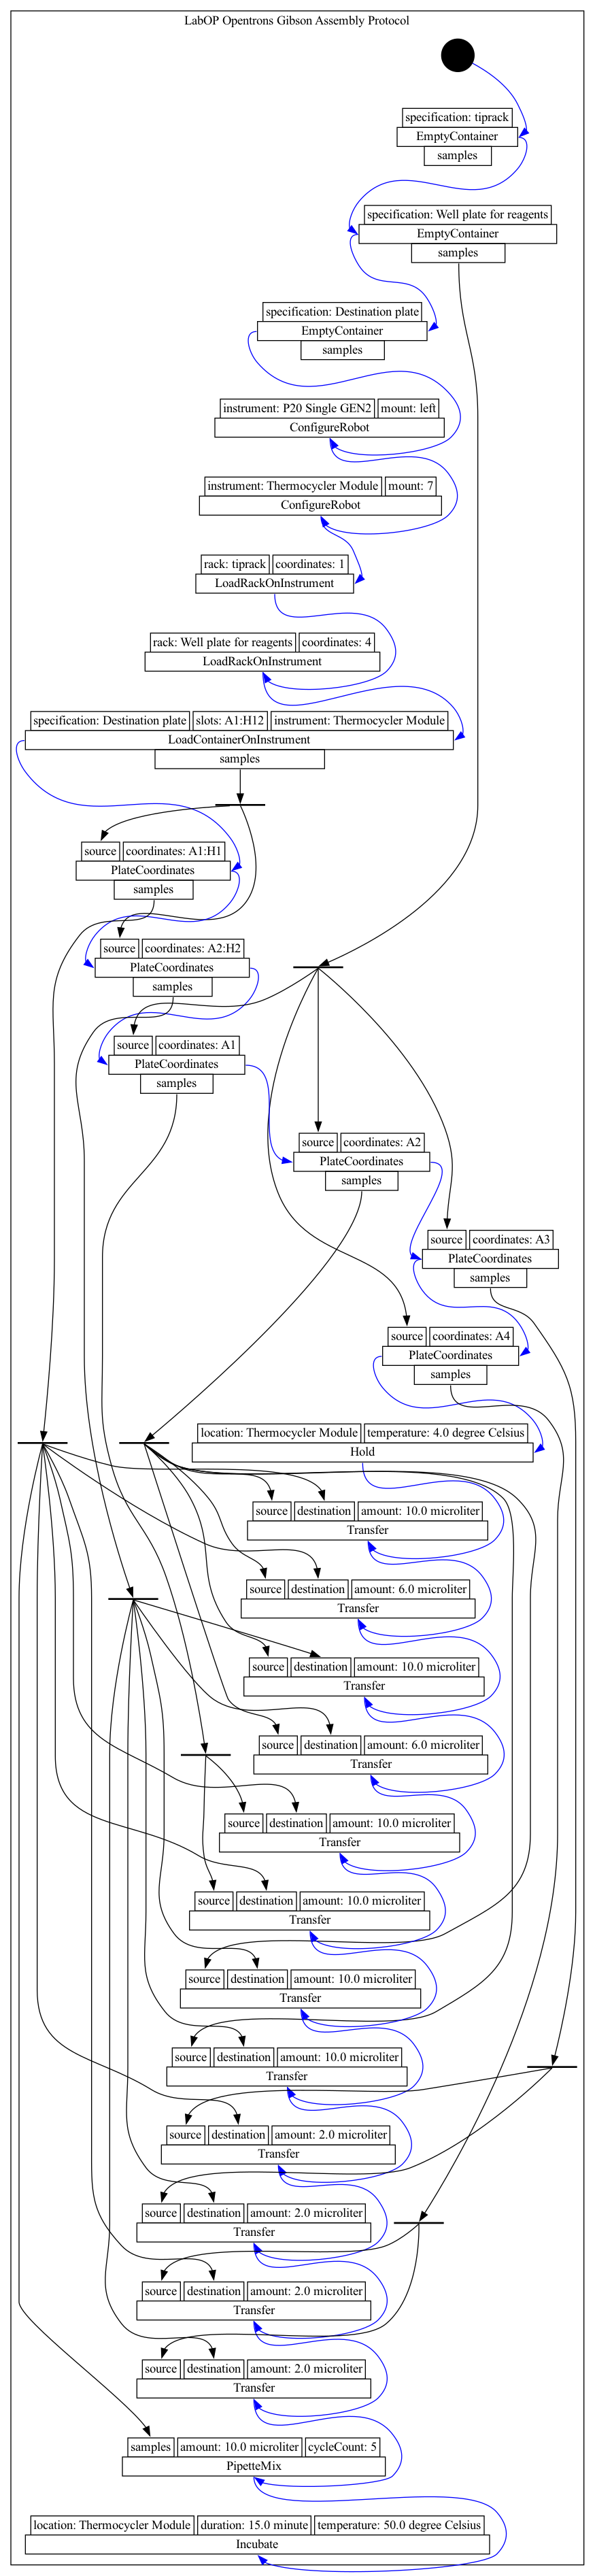 LabOP Opentrons Gibson Assembly Protocol
specification: tiprack
EmptyContainer
samples
specification: Well plate for reagents
EmptyContainer
samples
specification: Destination plate
EmptyContainer
samples
instrument: P20 Single GEN2 mount: left
ConfigureRobot
instrument: Thermocycler Module mount: 7
ConfigureRobot
rack: tiprack coordinates: 1
LoadRackOnInstrument
rack: Well plate for reagents coordinates: 4
LoadRackOnInstrument
specification: Destination plate slots: A1:H12 instrument: Thermocycler Module
LoadContainerOnInstrument
samples
source coordinates: A1:H1
PlateCoordinates
samples
source coordinates: A2:H2
PlateCoordinates
samples
source coordinates: A1
PlateCoordinates
samples
source coordinates: A2
PlateCoordinates
samples
source coordinates: A3
PlateCoordinates
samples
source coordinates: A4
PlateCoordinates
samples
location: Thermocycler Module temperature: 4.0 degree Celsius
Hold
source destination amount: 10.0 microliter
Transfer
source destination amount: 6.0 microliter
Transfer
source destination amount: 10.0 microliter
Transfer
source destination amount: 6.0 microliter
Transfer
source destination amount: 10.0 microliter
Transfer
source destination amount: 10.0 microliter
Transfer
source destination amount: 10.0 microliter
Transfer
source destination amount: 10.0 microliter
Transfer
source destination amount: 2.0 microliter
Transfer
source destination amount: 2.0 microliter
Transfer
source destination amount: 2.0 microliter
Transfer
source destination amount: 2.0 microliter
Transfer
samples amount: 10.0 microliter cycleCount: 5
PipetteMix
location: Thermocycler Module duration: 15.0 minute temperature: 50.0 degree Celsius
Incubate